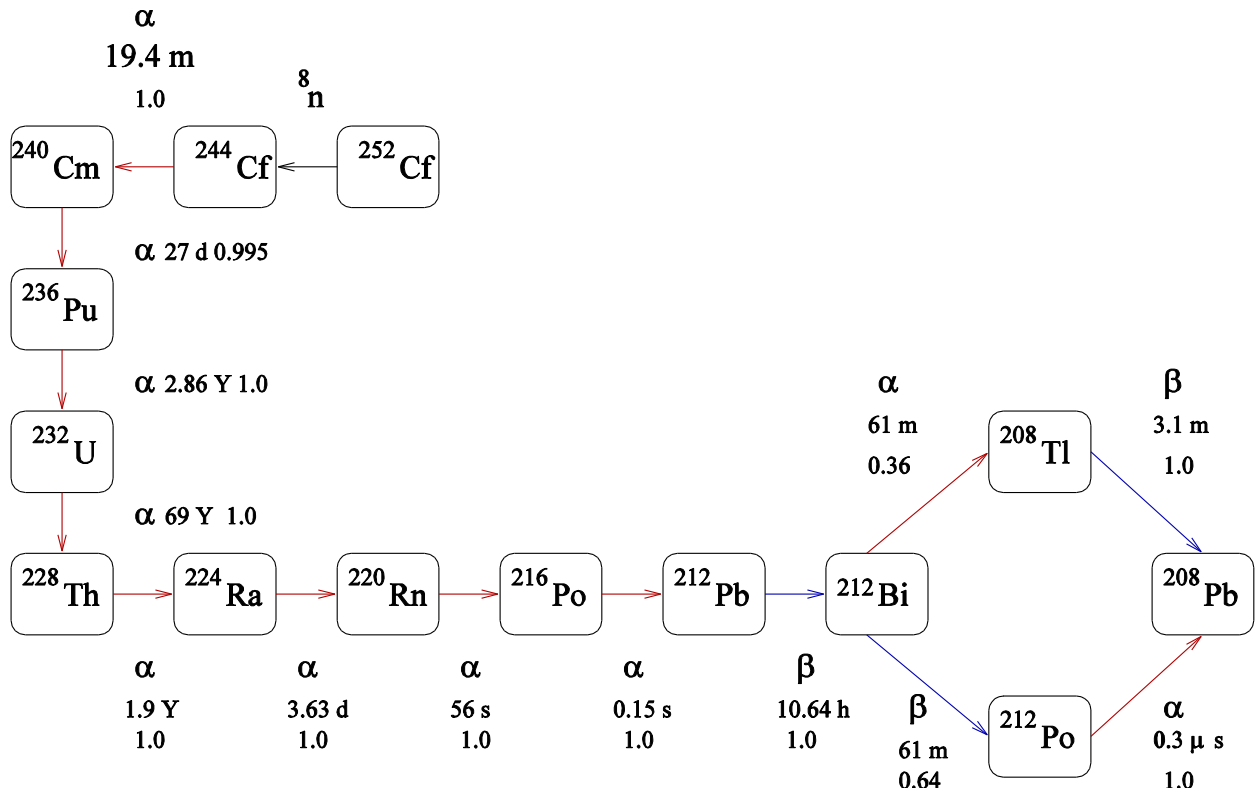 α
19.4 m
1.0
8n
240Cm
244Cf
252Cf
α 27 d 0.995
236Pu
α 2.86 Y 1.0
232U
α 69 Y 1.0
228Th
224Ra
220Rn
216Po
212Pb
212Bi
208Pb
α
61 m
0.36
208Tl
β
3.1 m
1.0
α
1.9 Y
1.0
α
3.63 d
1.0
α
56 s
1.0
α
0.15 s
1.0
β
10.64 h
1.0
β
61 m
0.64
212Po
α
0.3 μ s
1.0